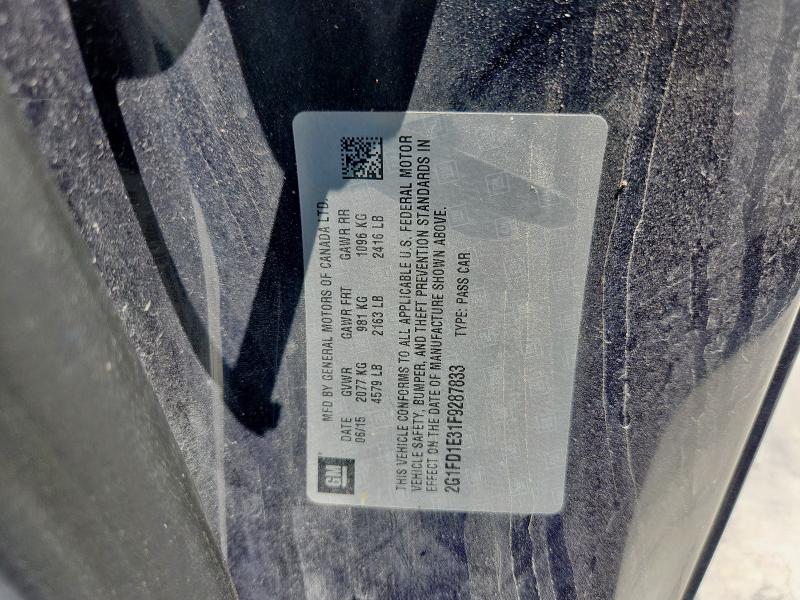 GM
MFD BY GENERAL MOTORS OF CANADA LTD.
DATE GVWR GAWR FRT GAWR RR
06/15 2077 KG 981 KG 1096 KG
4579 LB 2163 LB 2416 LB
THIS VEHICLE CONFORMS TO ALL APPLICABLE U.S. FEDERAL MOTOR
VEHICLE SAFETY, BUMPER, AND THEFT PREVENTION STANDARDS IN
EFFECT ON THE DATE OF MANUFACTURE SHOWN ABOVE.
2G1FD1E31F9287833 TYPE: PASS CAR